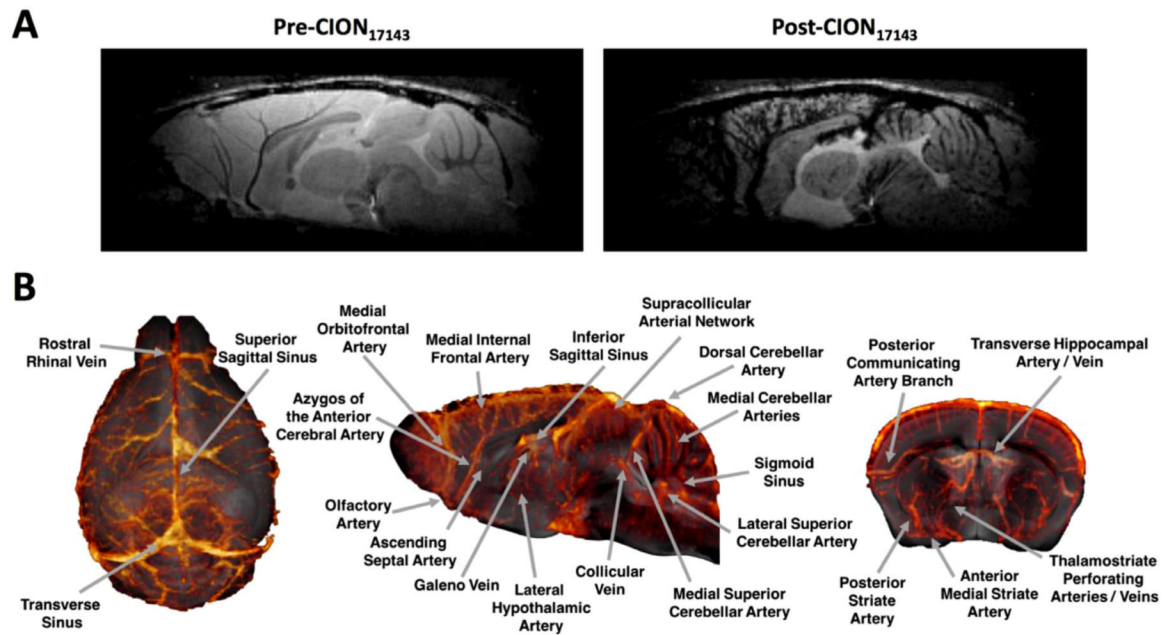 A
Pre-CION17143
Post-CION17143
B
Rostral
Rhinal Vein
Superior
Sagittal Sinus
Transverse
Sinus
Medial
Orbitofrontal
Artery
Medial Internal
Frontal Artery
Inferior
Sagittal Sinus
Supracollicular
Arterial Network
Dorsal Cerebellar
Artery
Medial Cerebellar
Arteries
Sigmoid
Sinus
Lateral Superior
Cerebellar Artery
Azygos of
the Anterior
Cerebral Artery
Olfactory
Artery
Ascending
Septal Artery
Galeno Vein
Lateral
Hypothalamic
Artery
Collicular
Vein
Medial Superior
Cerebellar Artery
Posterior
Communicating
Artery Branch
Transverse Hippocampal
Artery / Vein
Posterior
Striate
Artery
Anterior
Medial Striate
Artery
Thalamostriate
Perforating
Arteries / Veins